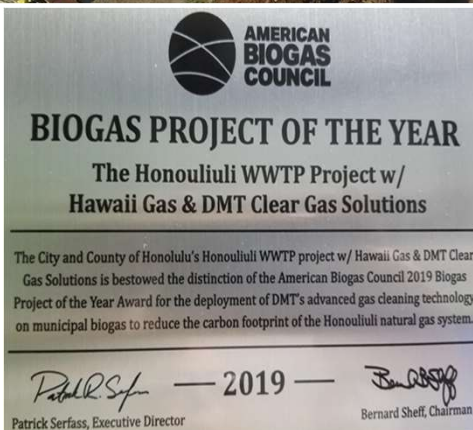 AMERICAN
BIOGAS
COUNCIL
BIOGAS PROJECT OF THE YEAR
The Honouliuli WWTP Project w/
Hawaii Gas & DMT Clear Gas Solutions
The City and County of Honolulu's Honouliuli WWTP project w/ Hawaii Gas & DMT Clear
Gas Solutions is bestowed the distinction of the American Biogas Council 2019 Biogas
Project of the Year Award for the deployment of DMT's advanced gas cleaning technology
on municipal biogas to reduce the carbon footprint of the Honouliuli natural gas system.
— 2019 —
Patrick Serfass, Executive Director
Bernard Sheff, Chairman